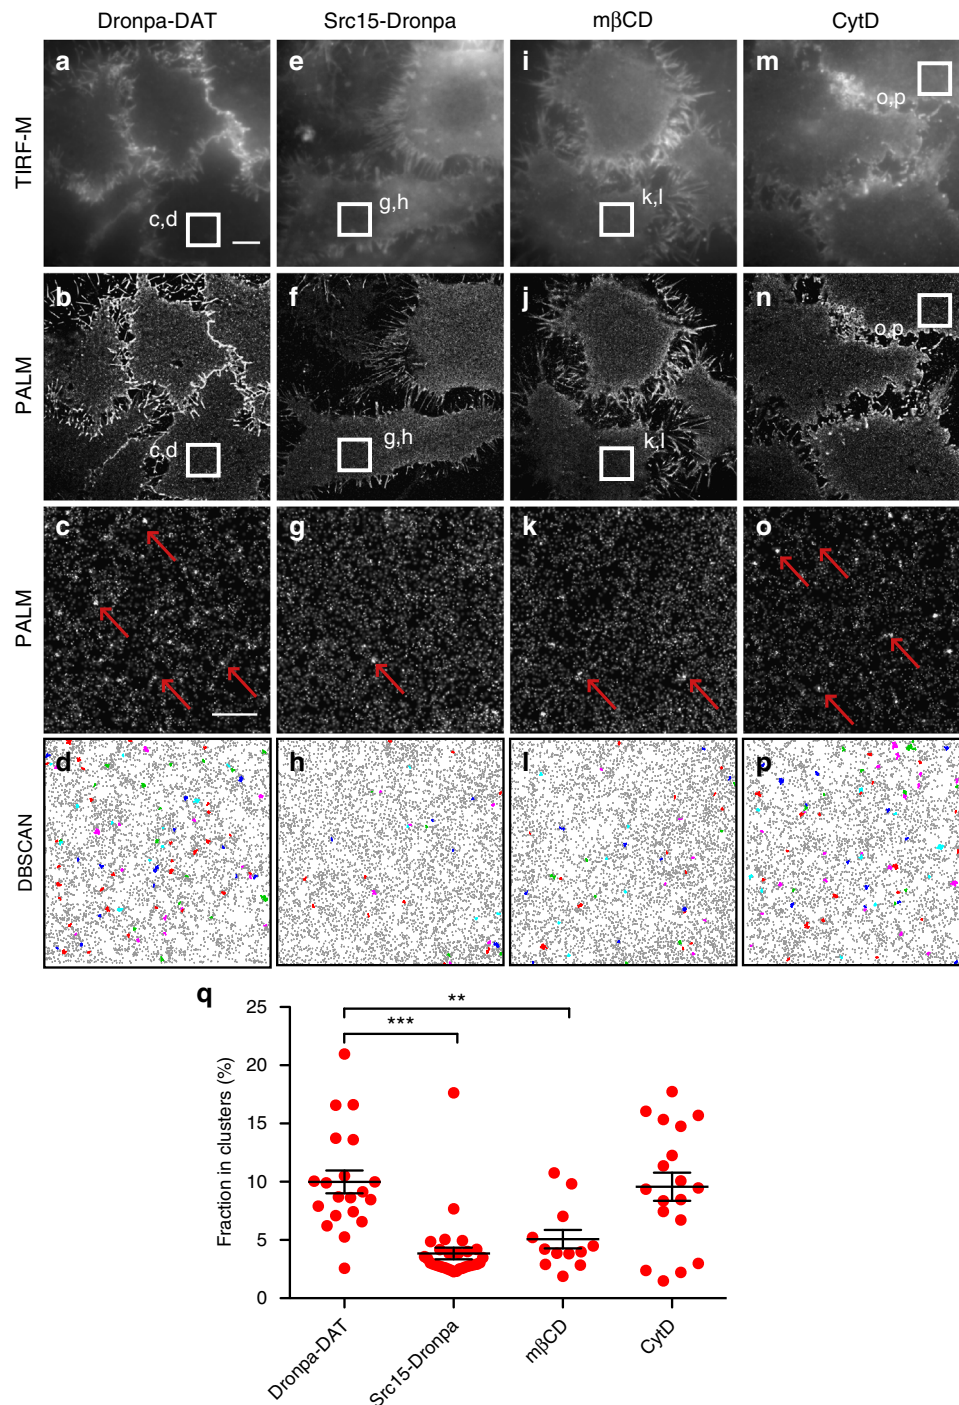 Dronpa-DAT Src15-Dronpa mβCD CytD
TIRF-M
a e i m
c,d g,h k,l o,p
PALM
b f j n
c,d g,h k,l o,p
PALM
c g k o
DBSCAN
d h l p
q
Fraction in clusters (%)
25
20
15
10
5
0
**
***
Dronpa-DAT Src15-Dronpa mβCD CytD